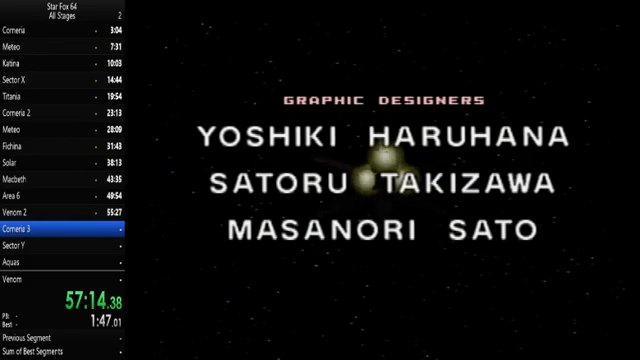 Star Fox 64
All Stages 2
Corneria - 3:04
Meteo - 7:31
Katina - 10:03
Sector X - 14:44
Titania - 19:54
Corneria 2 - 23:13
Meteo - 28:09
Fichina - 31:43
Solar - 38:13
Macbeth - 43:35
Area 6 - 49:54
Venom 2 - 55:27
Corneria 3 -
Sector Y -
Aquas -
Venom -
57:14.38
PB: -
Best - 1:47.01
Previous Segment -
Sum of Best Segments -
GRAPHIC DESIGNERS
YOSHIKI HARUHANA
SATORU TAKIZAWA
MASANORI SATO